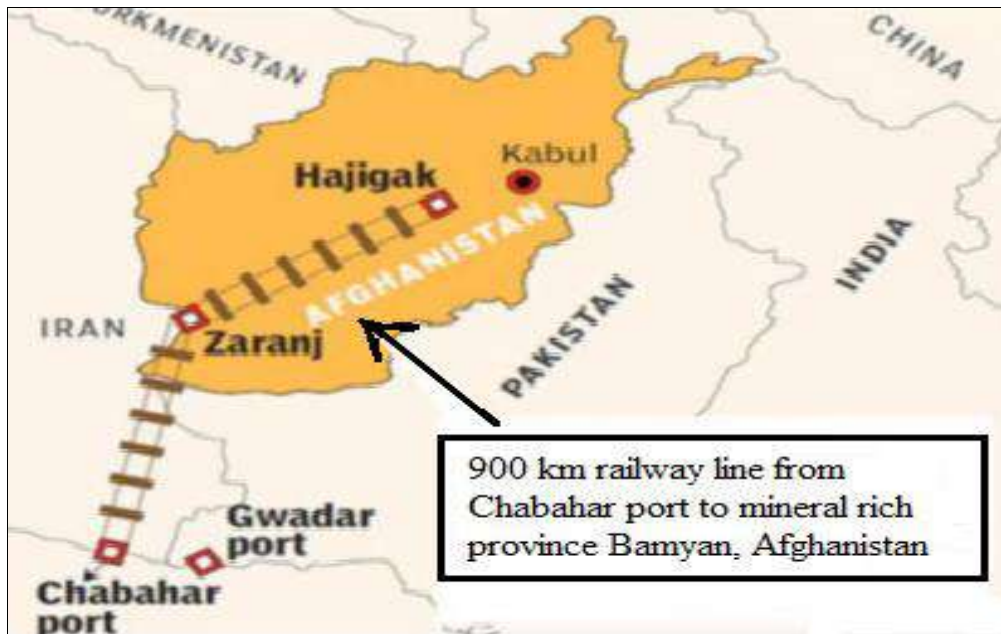 TURKMENISTAN
CHINA
Kabul
Hajigak
AFGHANISTAN
INDIA
IRAN
Zaranj
PAKISTAN
900 km railway line from
Chabahar port to mineral rich
province Bamyan, Afghanistan
Gwadar
port
Chabahar
port